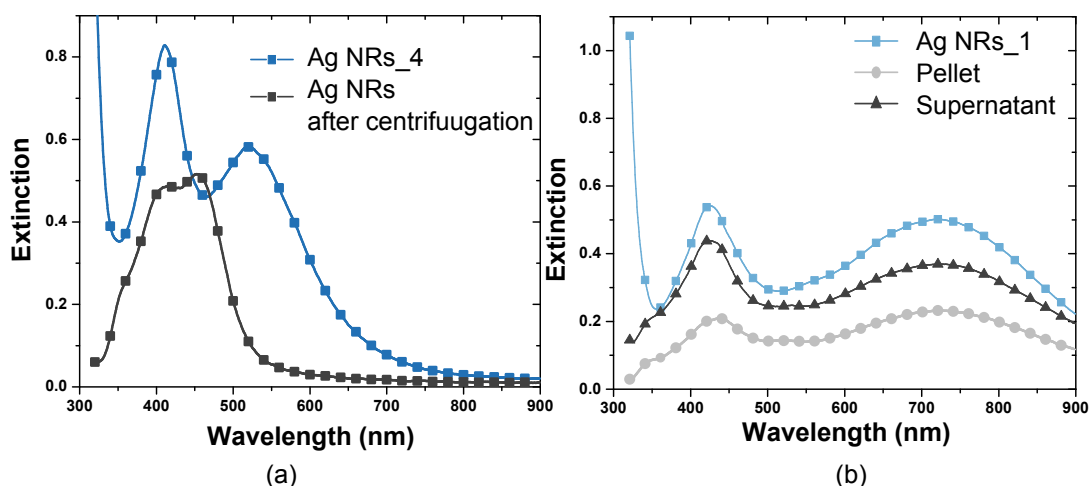 Ag NRs_4
Ag NRs
after centrifuugation
0.8
0.6
0.4
0.2
0.0
Extinction
300 400 500 600 700 800 900
Wavelength (nm)
(a)
Ag NRs_1
Pellet
Supernatant
1.0
0.8
0.6
0.4
0.2
0.0
Extinction
300 400 500 600 700 800 900
Wavelength (nm)
(b)